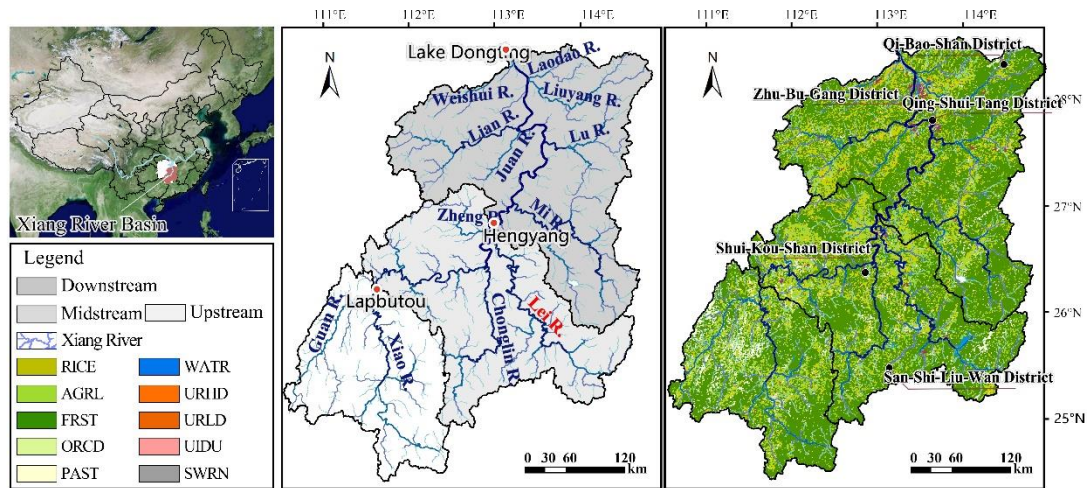 Xiang River Basin
Legend
Downstream
Midstream
Upstream
Xiang River
RICE
WATR
AGRL
URHD
FRST
URLD
ORCD
UIDU
PAST
SWRN
111°E
112°E
113°E
114°E
N
Lake Dongting
Laodao R.
Weishui R.
Liuyang R.
Lian R.
Lu R.
Juan R.
Zheng R.
Mi R.
Hengyang
Lapbutou
Lei R.
Guan R.
Chonglin R.
Xiao R.
0 30 60 120
km
111°E
112°E
113°E
114°E
N
Qi-Bao-Shan District
Zhu-Bu-Gang District
28°N
Qing-Shui-Tang District
27°N
Shui-Kou-Shan District
26°N
San-Shi-Liu-Wan District
25°N
0 30 60 120
km